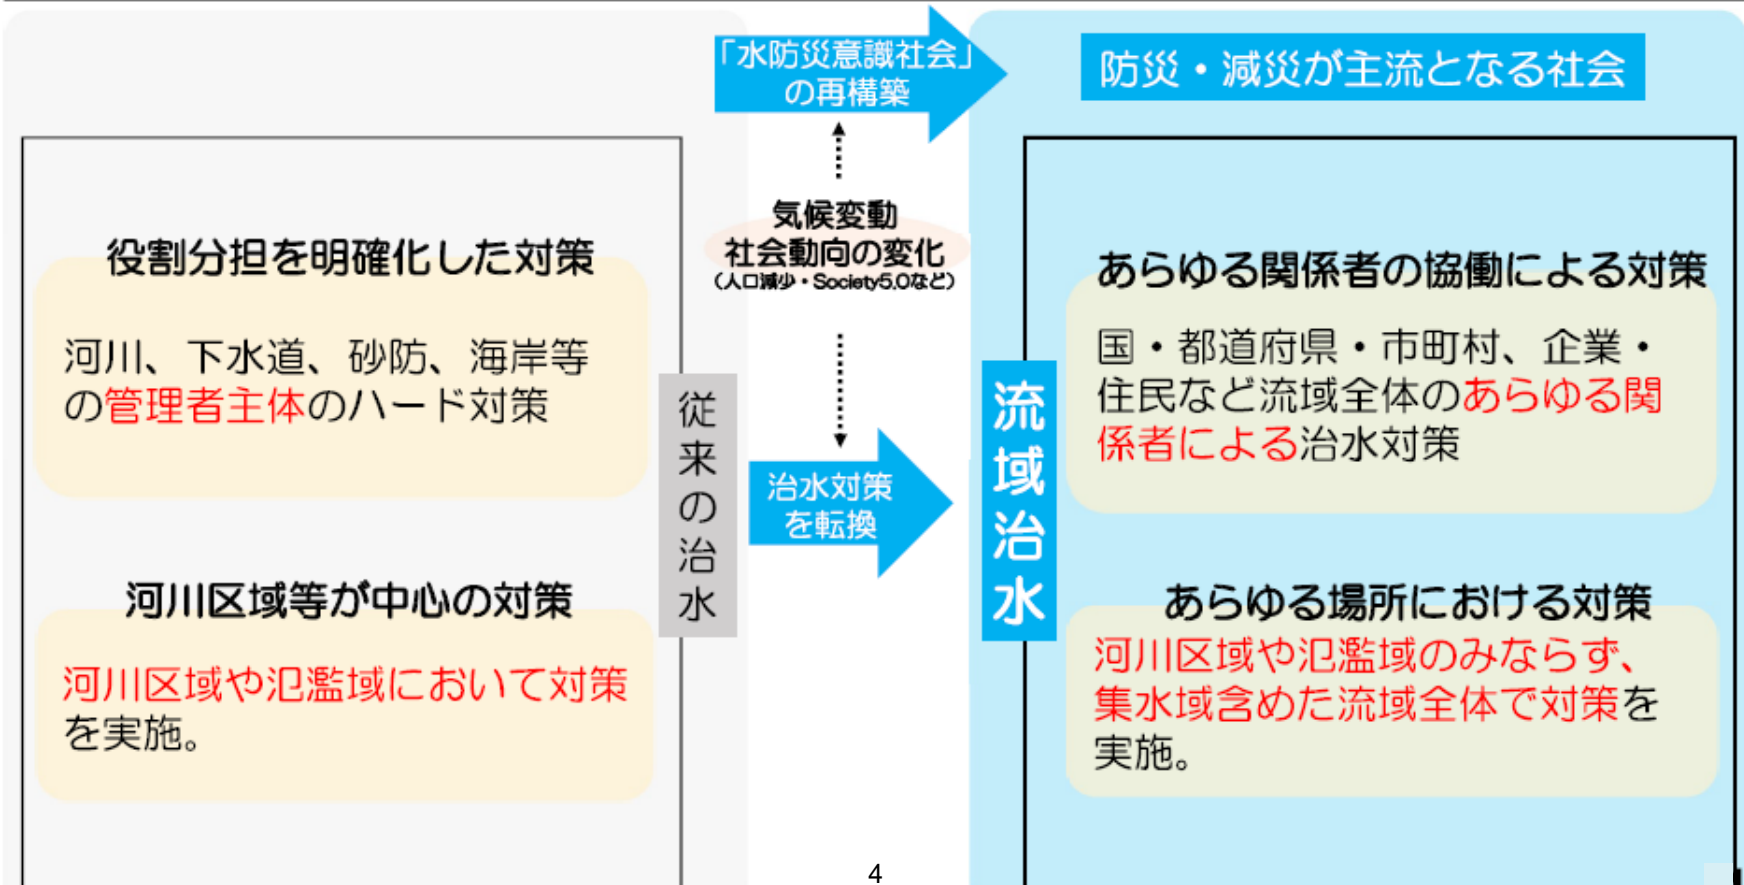 「水防災意識社会」
の再構築
防災・減災が主流となる社会
気候変動
社会動向の変化
（人口減少・Society5.0など）
役割分担を明確化した対策
河川、下水道、砂防、海岸等
の管理者主体のハード対策
河川区域等が中心の対策
河川区域や氾濫域において対策
を実施。
従来の治水
治水対策
を転換
流域治水
あらゆる関係者の協働による対策
国・都道府県・市町村、企業・
住民など流域全体のあらゆる関
係者による治水対策
あらゆる場所における対策
河川区域や氾濫域のみならず、
集水域含めた流域全体で対策を
実施。
4